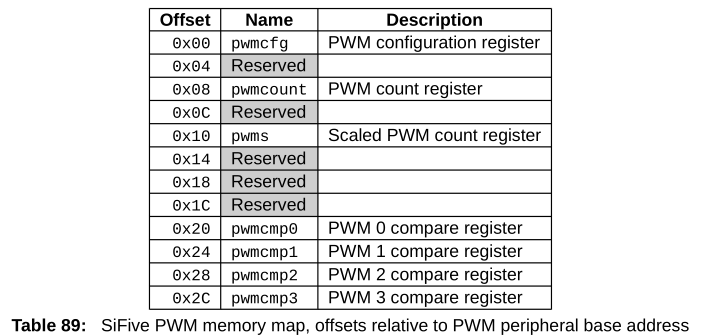 Offset Name Description
0x00 pwmcfg PWM configuration register
0x04 Reserved
0x08 pwmcount PWM count register
0x0C Reserved
0x10 pwms Scaled PWM count register
0x14 Reserved
0x18 Reserved
0x1C Reserved
0x20 pwmcmp0 PWM 0 compare register
0x24 pwmcmp1 PWM 1 compare register
0x28 pwmcmp2 PWM 2 compare register
0x2C pwmcmp3 PWM 3 compare register
Table 89: SiFive PWM memory map, offsets relative to PWM peripheral base address